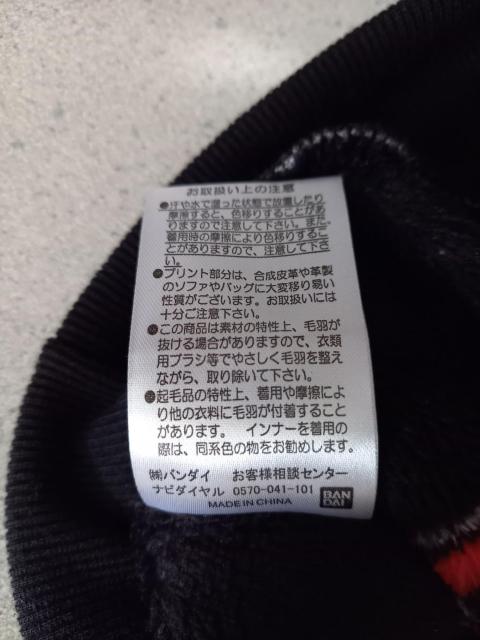 お取扱い上の注意
●汗や水で湿った状態で放置したり
摩擦すると、色移りすることがあ
りますので注意して下さい。また、
着用時の摩擦により色移りするこ
とがありますので、注意して下さ
い。
●プリント部分は、合成皮革や革製
のソファやバッグに大変移り易い
性質がございます。お取扱いには
十分ご注意下さい。
●この商品は素材の特性上、毛羽が
抜ける場合がありますので、衣類
用ブラシ等でやさしく毛羽を整え
ながら、取り除いて下さい。
●起毛品の特性上、着用や摩擦によ
り他の衣料に毛羽が付着すること
があります。 インナーを着用の
際は、同系色の物をお勧めします。
㈱バンダイ お客様相談センター
ナビダイヤル 0570-041-101
MADE IN CHINA
BAN
DAI